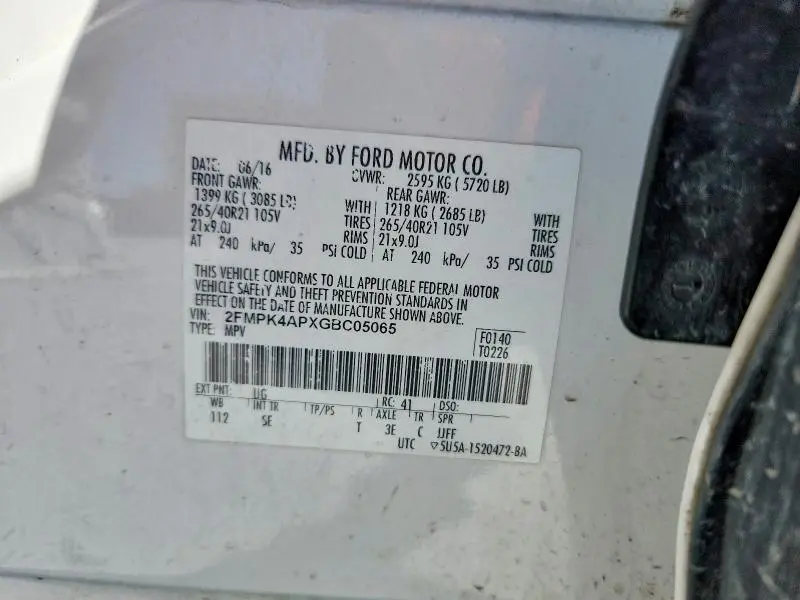 MFD. BY FORD MOTOR CO.
DATE: 06/16 GVWR: 2595 KG ( 5720 LB)
FRONT GAWR: REAR GAWR:
1399 KG ( 3085 LB) WITH 1218 KG ( 2685 LB) WITH
265/40R21 105V TIRES 265/40R21 105V TIRES
21x9.0J RIMS 21x9.0J RIMS
AT 240 kPa/ 35 PSI COLD AT 240 kPa/ 35 PSI COLD
THIS VEHICLE CONFORMS TO ALL APPLICABLE FEDERAL MOTOR
VEHICLE SAFETY AND THEFT PREVENTION STANDARDS IN
EFFECT ON THE DATE OF MANUFACTURE SHOWN ABOVE.
VIN: 2FMPK4APXGBC05065
TYPE: MPV
F0140
T0226
EXT PNT: UG RC: 41 DSO:
WB INT TR TP/PS R AXLE TR SPR
112 SE T 3E C JJFF
UTC ▽5U5A-1520472-BA